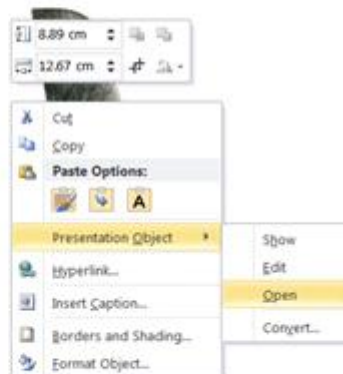 8.89 cm
12.67 cm
Cut
Copy
Paste Options:
A
Presentation Object
Show
Edit
Open
Convert...
Hyperlink...
Insert Caption...
Borders and Shading...
Format Object...